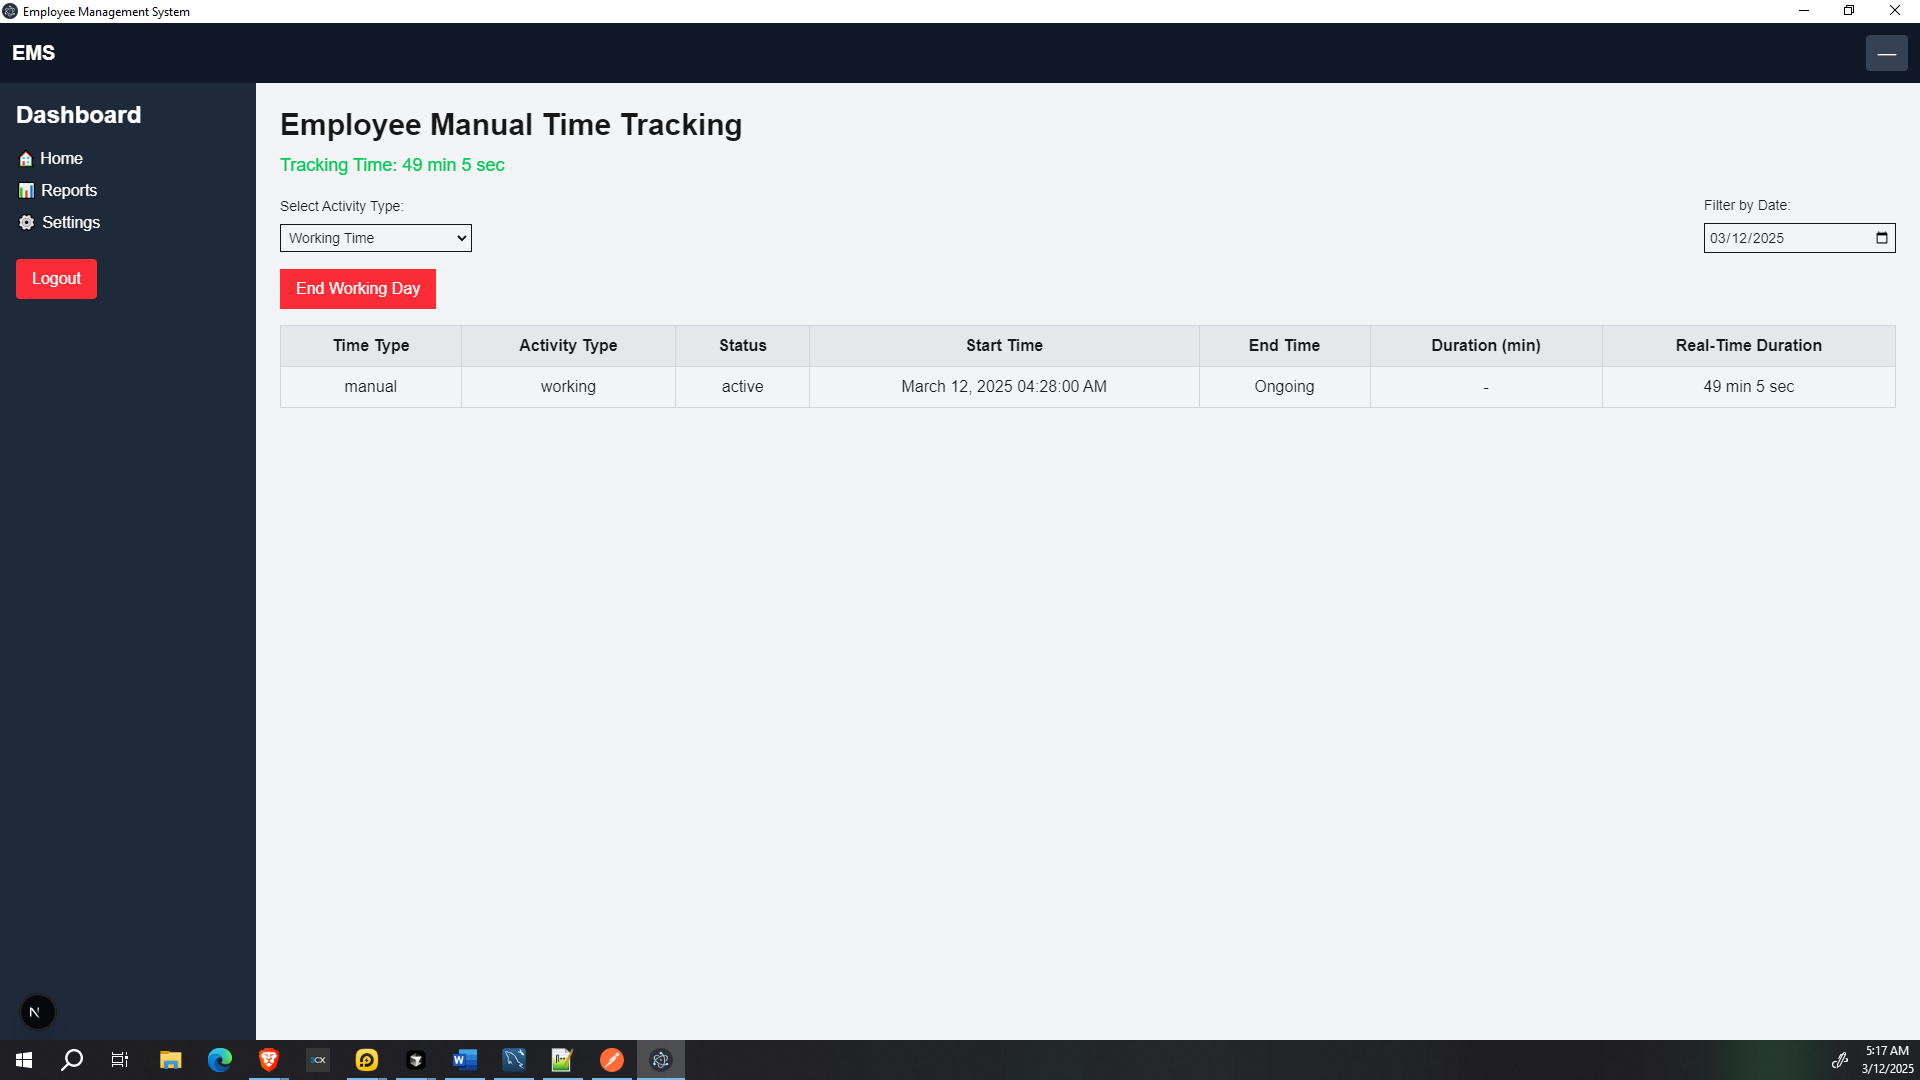 Employee Management System
EMS
Dashboard
Home
Reports
Settings
Logout
Employee Manual Time Tracking
Tracking Time: 49 min 5 sec
Select Activity Type:
Working Time
Filter by Date:
03/12/2025
End Working Day
Time Type Activity Type Status Start Time End Time Duration (min) Real-Time Duration
manual working active March 12, 2025 04:28:00 AM Ongoing - 49 min 5 sec
N
3CX
W
5:17 AM
3/12/2025